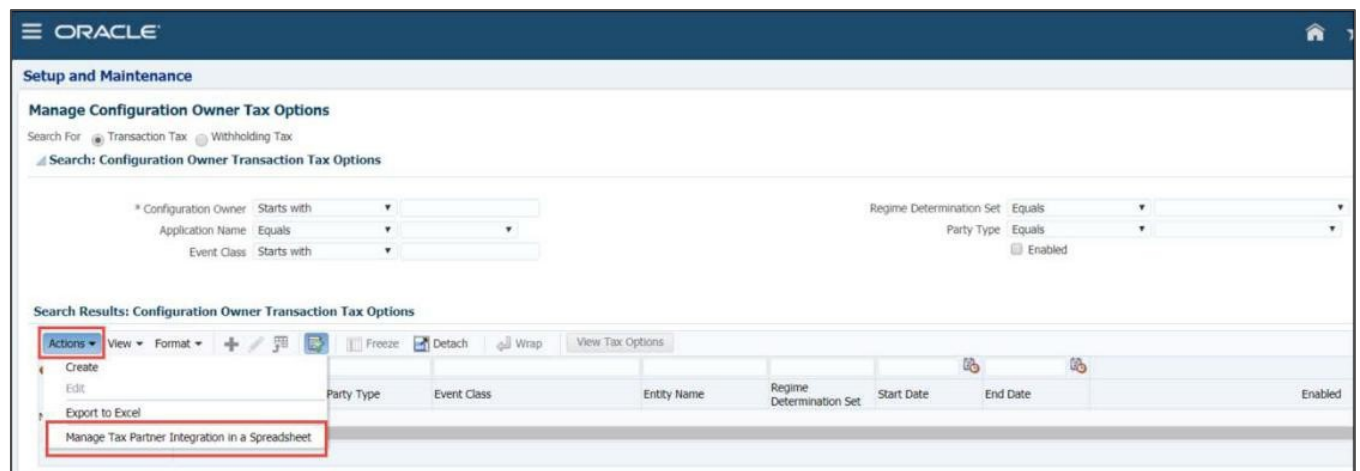 ORACLE
Setup and Maintenance
Manage Configuration Owner Tax Options
Search For Transaction Tax Withholding Tax
Search: Configuration Owner Transaction Tax Options
* Configuration Owner Starts with Regime Determination Set Equals
Application Name Equals Party Type Equals
Event Class Starts with Enabled
Search Results: Configuration Owner Transaction Tax Options
Actions View Format Freeze Detach Wrap View Tax Options
Create
Edit Party Type Event Class Entity Name Regime Determination Set Start Date End Date Enabled
Export to Excel
Manage Tax Partner Integration in a Spreadsheet